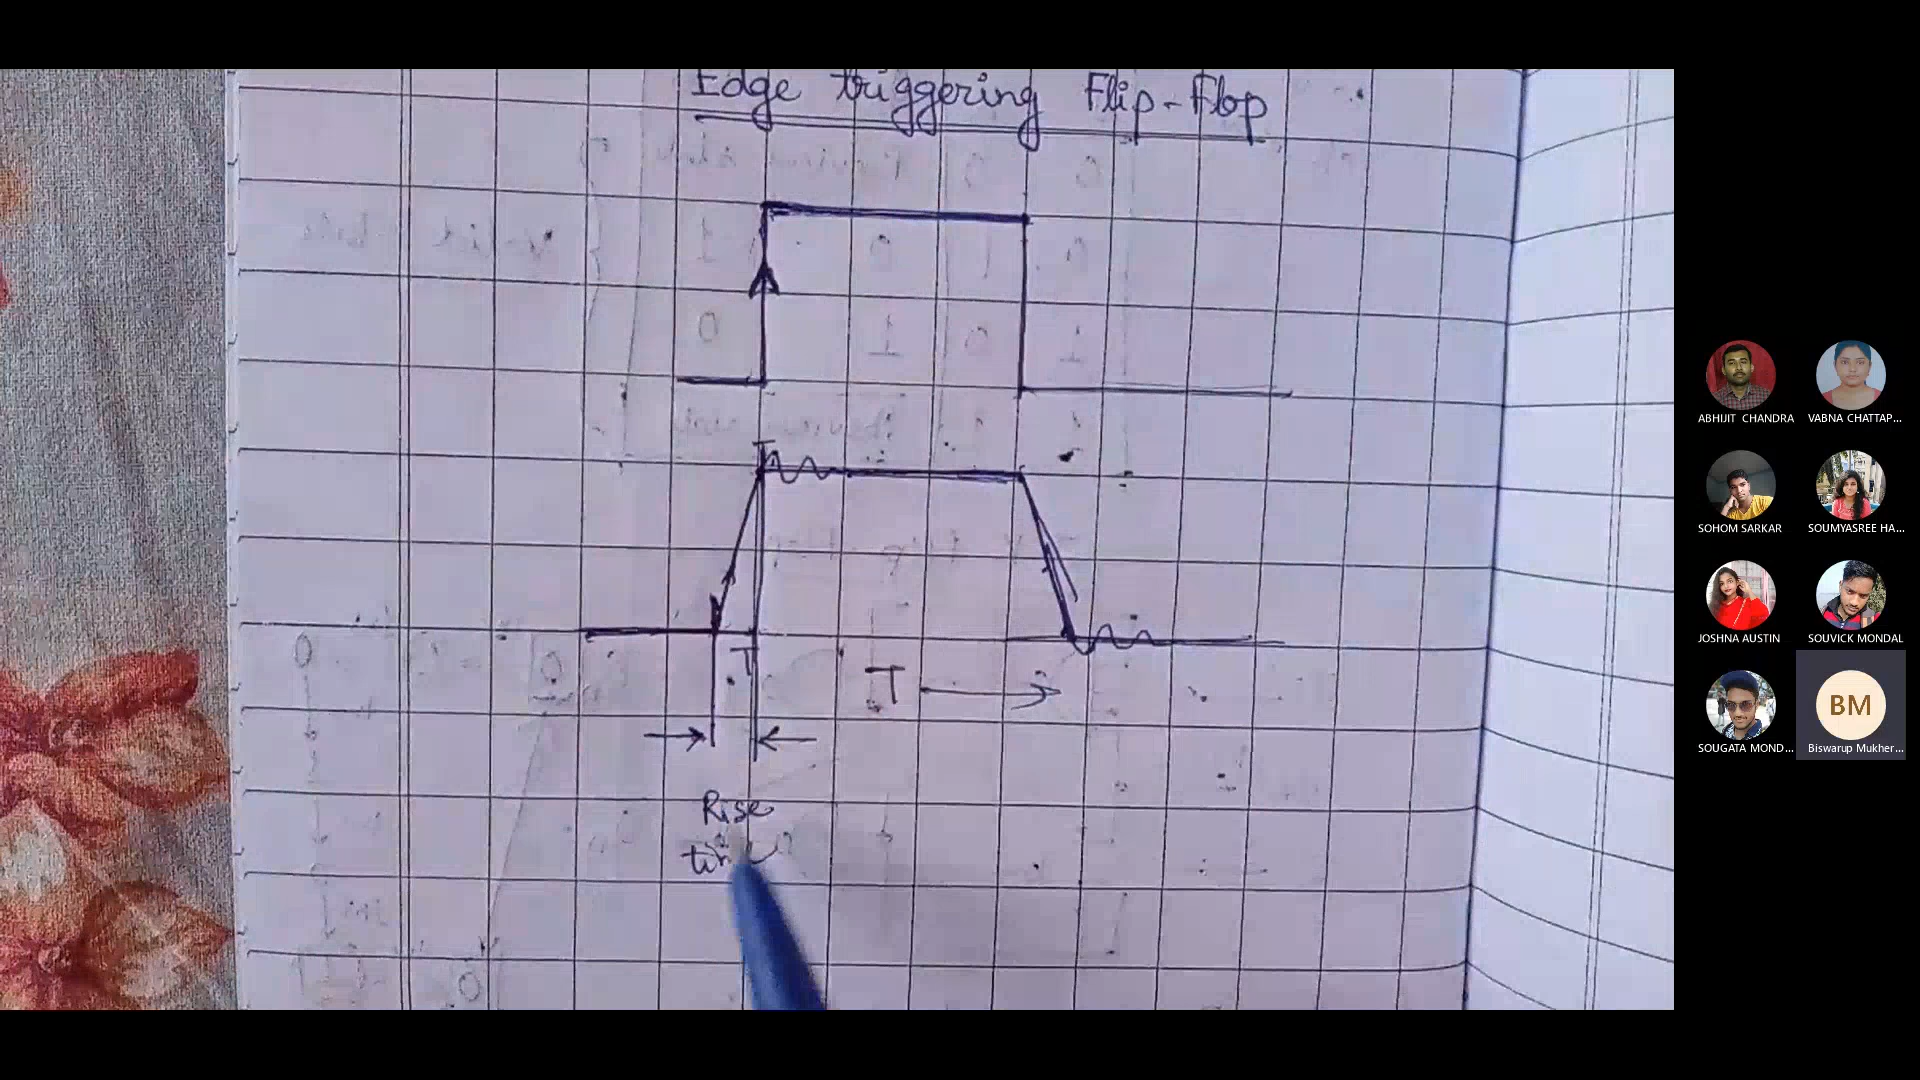 Edge triggering Flip-Flop
T
T
Rise
ABHIJIT CHANDRA
VABNA CHATTAP...
SOHOM SARKAR
SOUMYASREE HA...
JOSHNA AUSTIN
SOUVICK MONDAL
BM
SOUGATA MOND...
Biswarup Mukher...